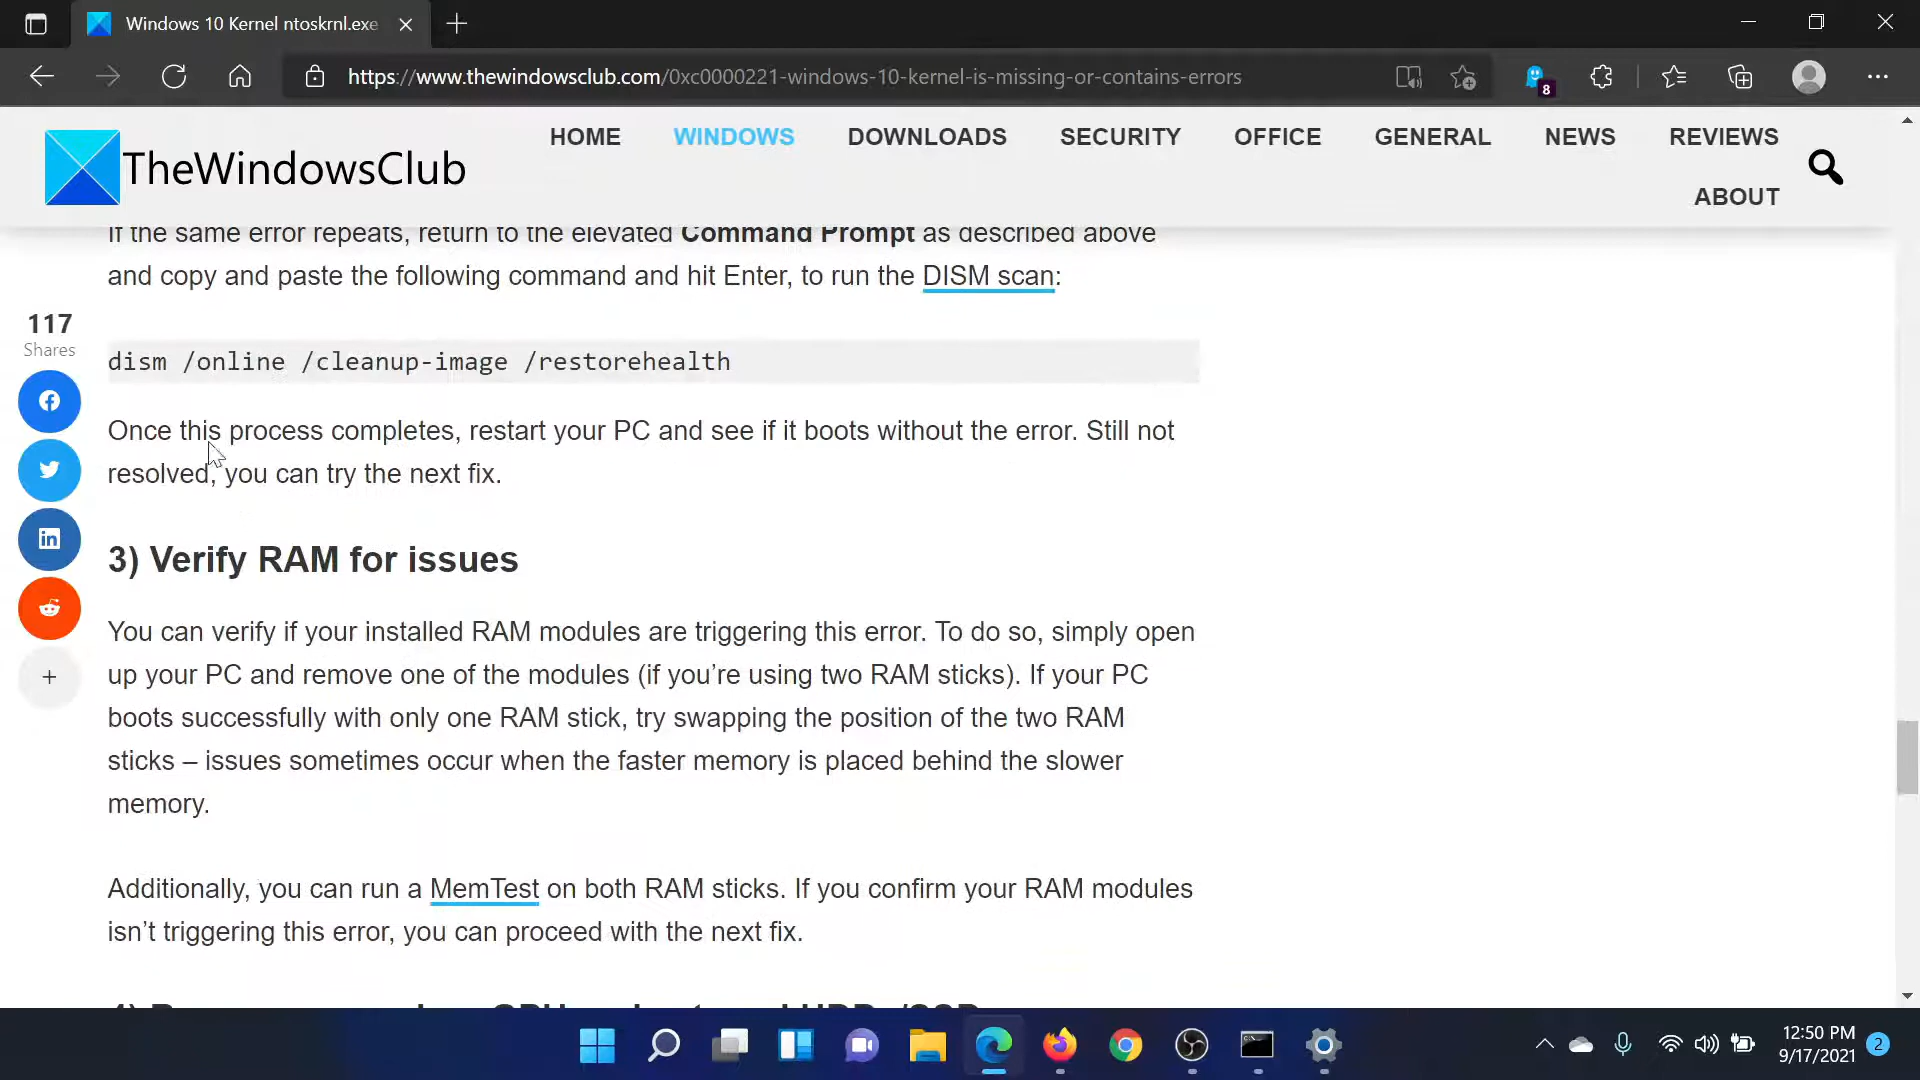 Windows 10 Kernel ntoskrnl.exe
https://www.thewindowsclub.com/0xc0000221-windows-10-kernel-is-missing-or-contains-errors
8
TheWindowsClub
HOME WINDOWS DOWNLOADS SECURITY OFFICE GENERAL NEWS REVIEWS
ABOUT
If the same error repeats, return to the elevated Command Prompt as described above
and copy and paste the following command and hit Enter, to run the DISM scan:
117
Shares
dism /online /cleanup-image /restorehealth
Once this process completes, restart your PC and see if it boots without the error. Still not
resolved, you can try the next fix.
3) Verify RAM for issues
You can verify if your installed RAM modules are triggering this error. To do so, simply open
up your PC and remove one of the modules (if you’re using two RAM sticks). If your PC
boots successfully with only one RAM stick, try swapping the position of the two RAM
sticks – issues sometimes occur when the faster memory is placed behind the slower
memory.
Additionally, you can run a MemTest on both RAM sticks. If you confirm your RAM modules
isn’t triggering this error, you can proceed with the next fix.
12:50 PM
9/17/2021
2